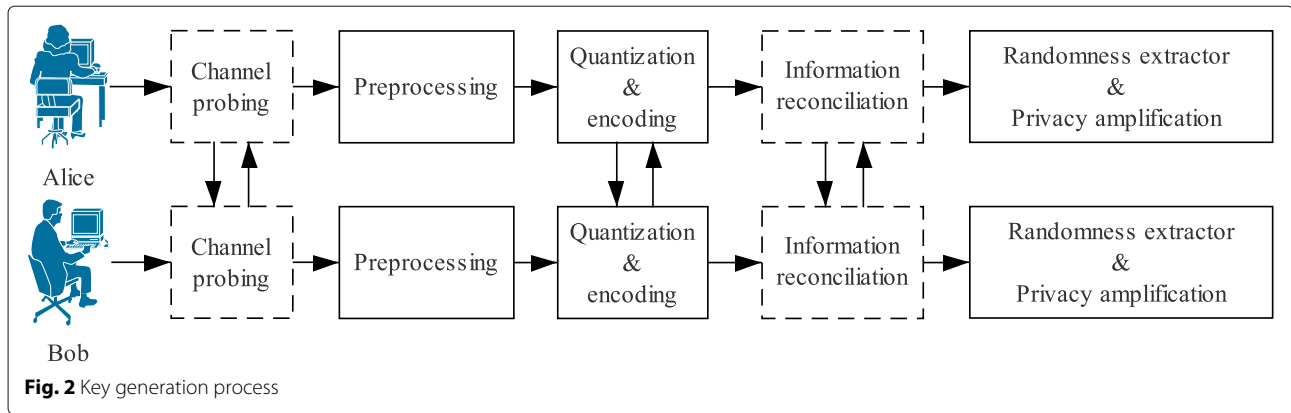 Channel
probing
Preprocessing
Quantization
&
encoding
Information
reconciliation
Randomness extractor
&
Privacy amplification
Alice
Channel
probing
Preprocessing
Quantization
&
encoding
Information
reconciliation
Randomness extractor
&
Privacy amplification
Bob
Fig. 2 Key generation process